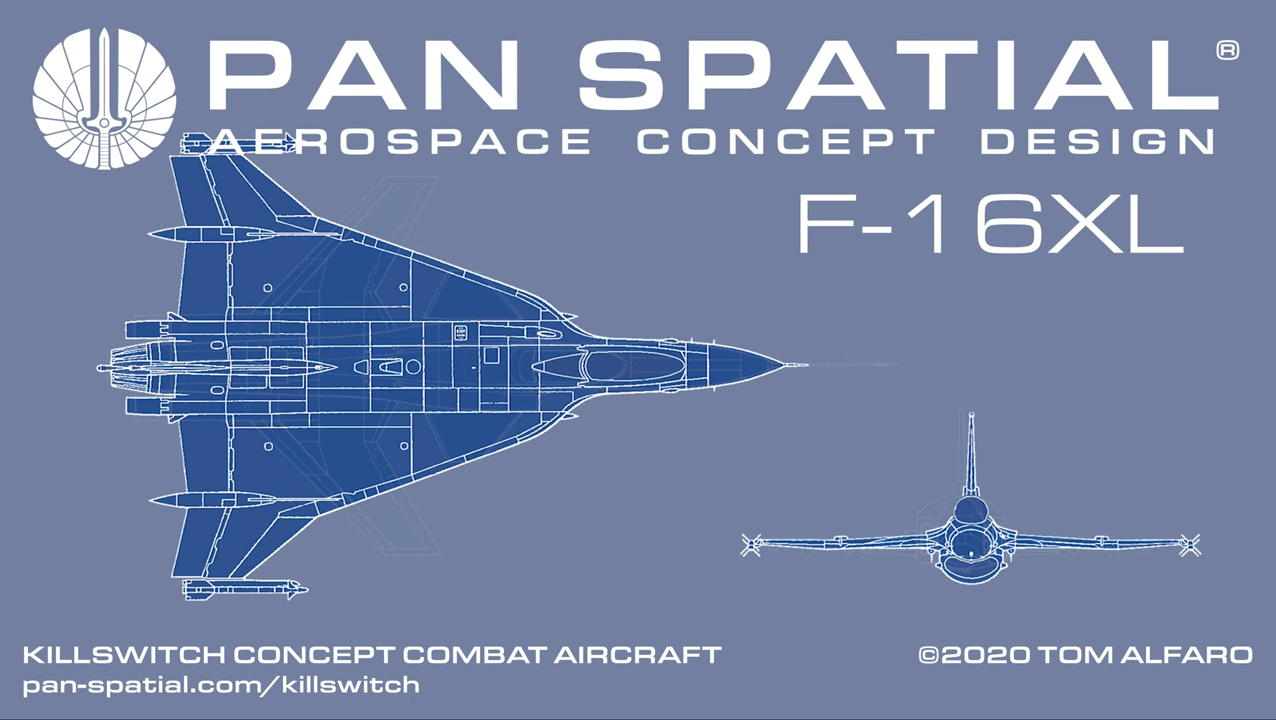 PAN SPATIAL®
AEROSPACE CONCEPT DESIGN
F-16XL
KILLSWITCH CONCEPT COMBAT AIRCRAFT
pan-spatial.com/killswitch
©2020 TOM ALFARO